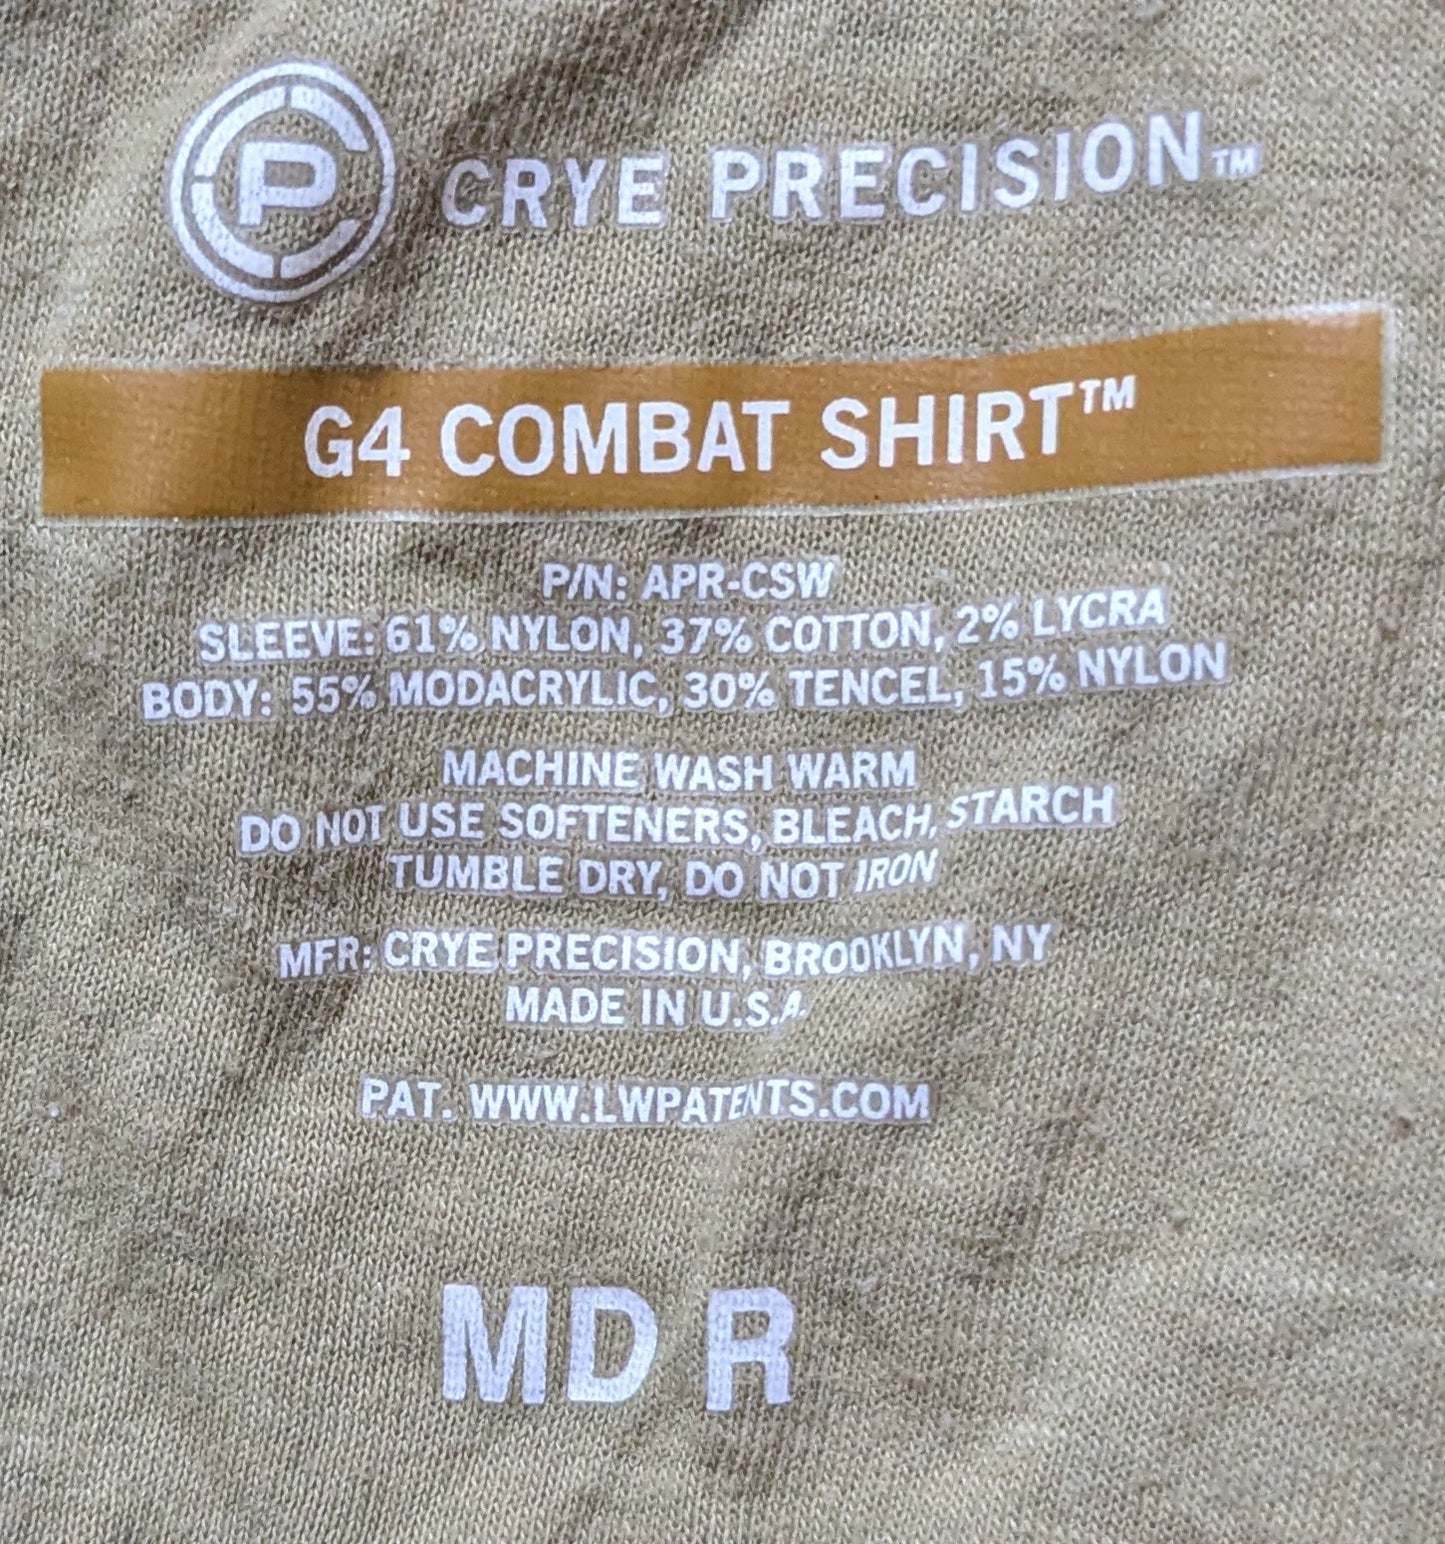 CP CRYE PRECISION™
G4 COMBAT SHIRT™
P/N: APR-CSW
SLEEVE: 61% NYLON, 37% COTTON, 2% LYCRA
BODY: 55% MODACRYLIC, 30% TENCEL, 15% NYLON
MACHINE WASH WARM
DO NOT USE SOFTENERS, BLEACH, STARCH
TUMBLE DRY, DO NOT IRON
MFR: CRYE PRECISION, BROOKLYN, NY
MADE IN U.S.A.
PAT. WWW.LWPATENTS.COM
MD R